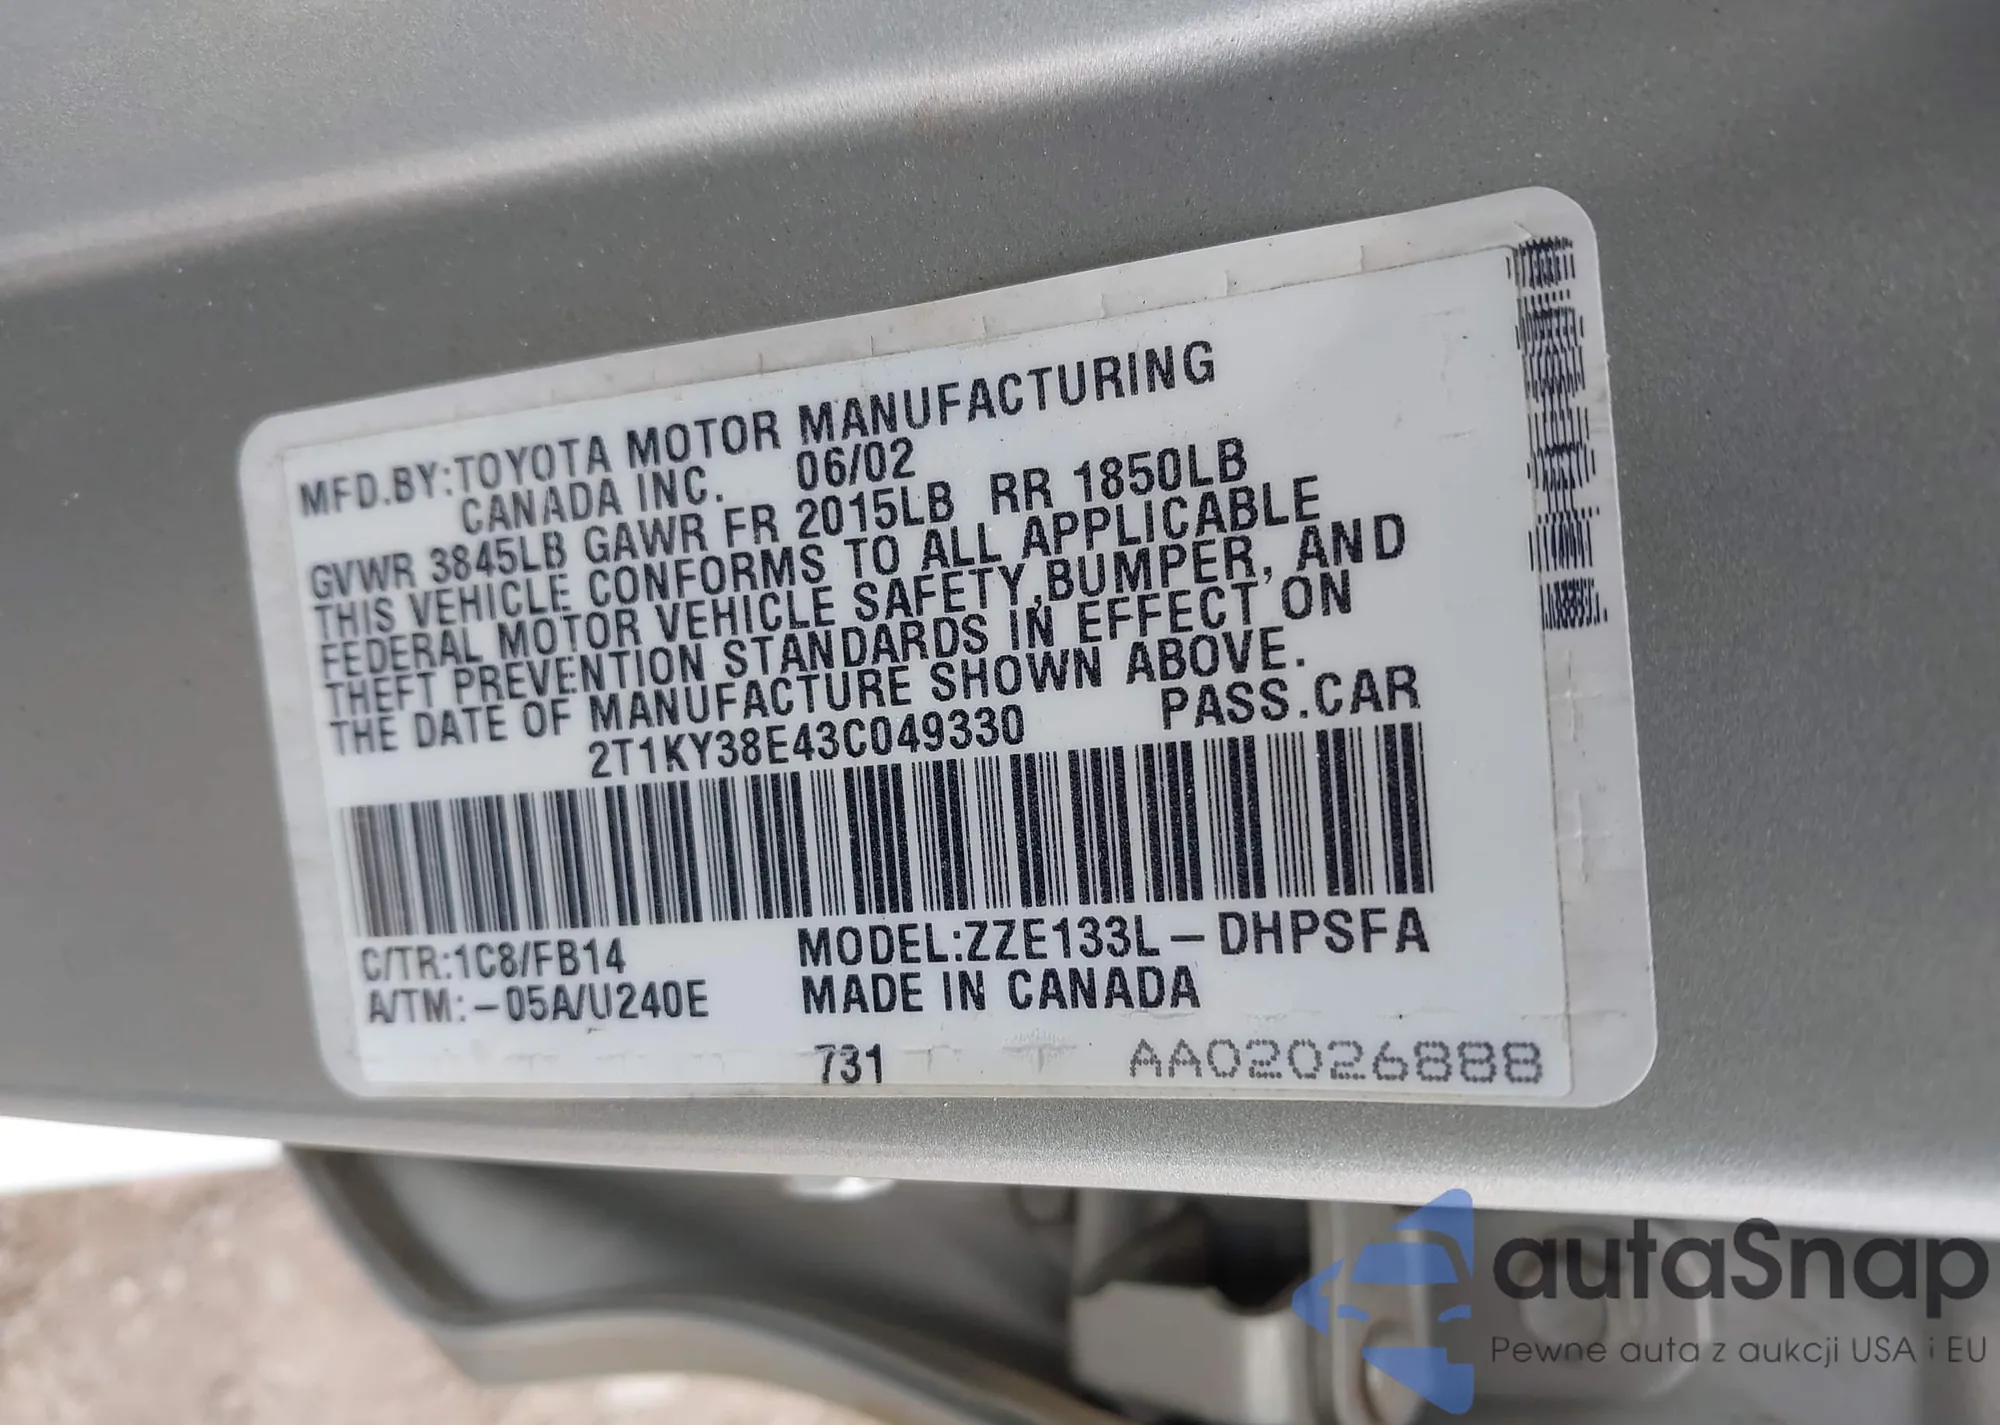 MFD.BY:TOYOTA MOTOR MANUFACTURING
CANADA INC. 06/02
GVWR 3845LB GAWR FR 2015LB RR 1850LB
THIS VEHICLE CONFORMS TO ALL APPLICABLE
FEDERAL MOTOR VEHICLE SAFETY,BUMPER, AND
THEFT PREVENTION STANDARDS IN EFFECT ON
THE DATE OF MANUFACTURE SHOWN ABOVE.
2T1KY38E43C049330 PASS.CAR
C/TR:1C8/FB14 MODEL:ZZE133L-DHPSFA
A/TM:-05A/U240E MADE IN CANADA
731 AA02026888
autaSnap
Pewne auta z aukcji USA i EU